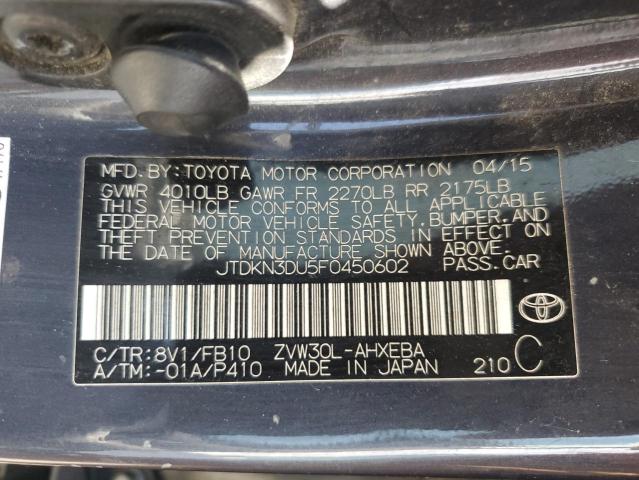 MFD.BY:TOYOTA MOTOR CORPORATION 04/15
GVWR 4010LB GAWR FR 2270LB RR 2175LB
THIS VEHICLE CONFORMS TO ALL APPLICABLE
FEDERAL MOTOR VEHICLE SAFETY, BUMPER, AND
THEFT PREVENTION STANDARDS IN EFFECT ON
THE DATE OF MANUFACTURE SHOWN ABOVE.
JTDKN3DU5F0450602 PASS.CAR
C/TR:8V1/FB10 ZVW30L-AHXEBA
A/TM:-01A/P410 MADE IN JAPAN 210 C